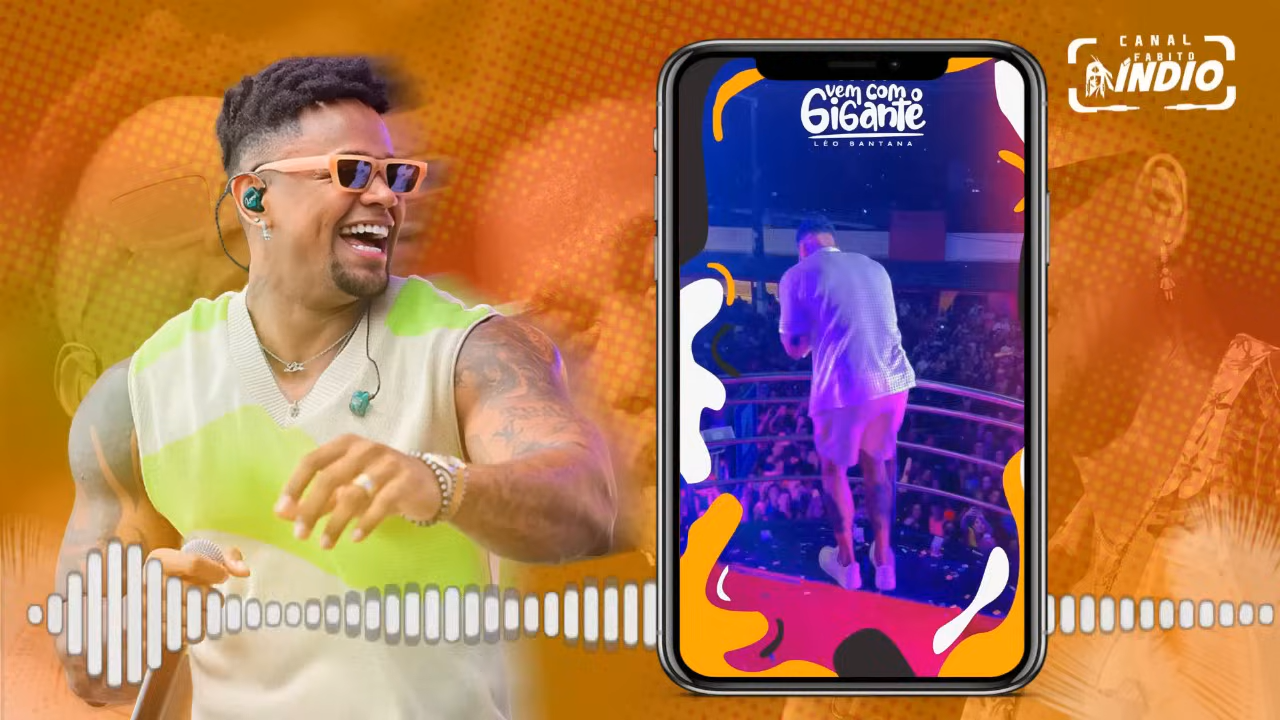 CANAL
FABITO
ÍNDIO
VEM COM O
GIGANTE
LÉO SANTANA